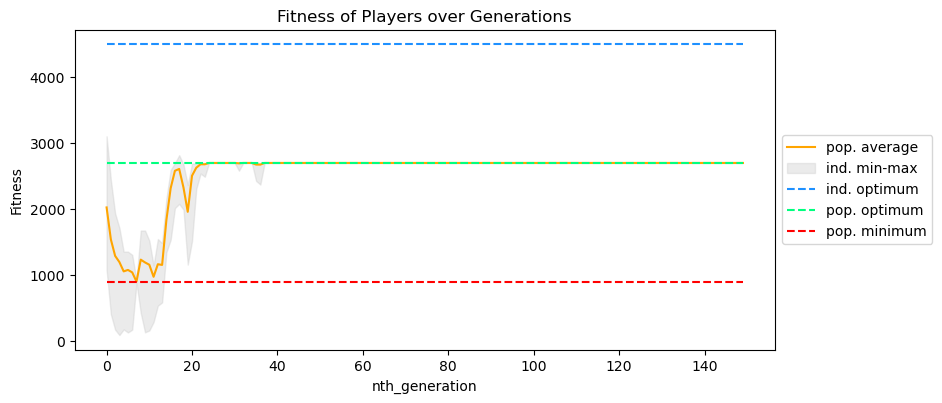 Fitness of Players over Generations
Fitness
4000
3000
2000
1000
0
0 20 40 60 80 100 120 140
nth_generation
pop. average
ind. min-max
ind. optimum
pop. optimum
pop. minimum